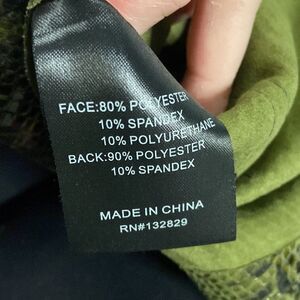 FACE:80% POLYESTER
10% SPANDEX
10% POLYURETHANE
BACK:90% POLYESTER
10% SPANDEX
MADE IN CHINA
RN#132829